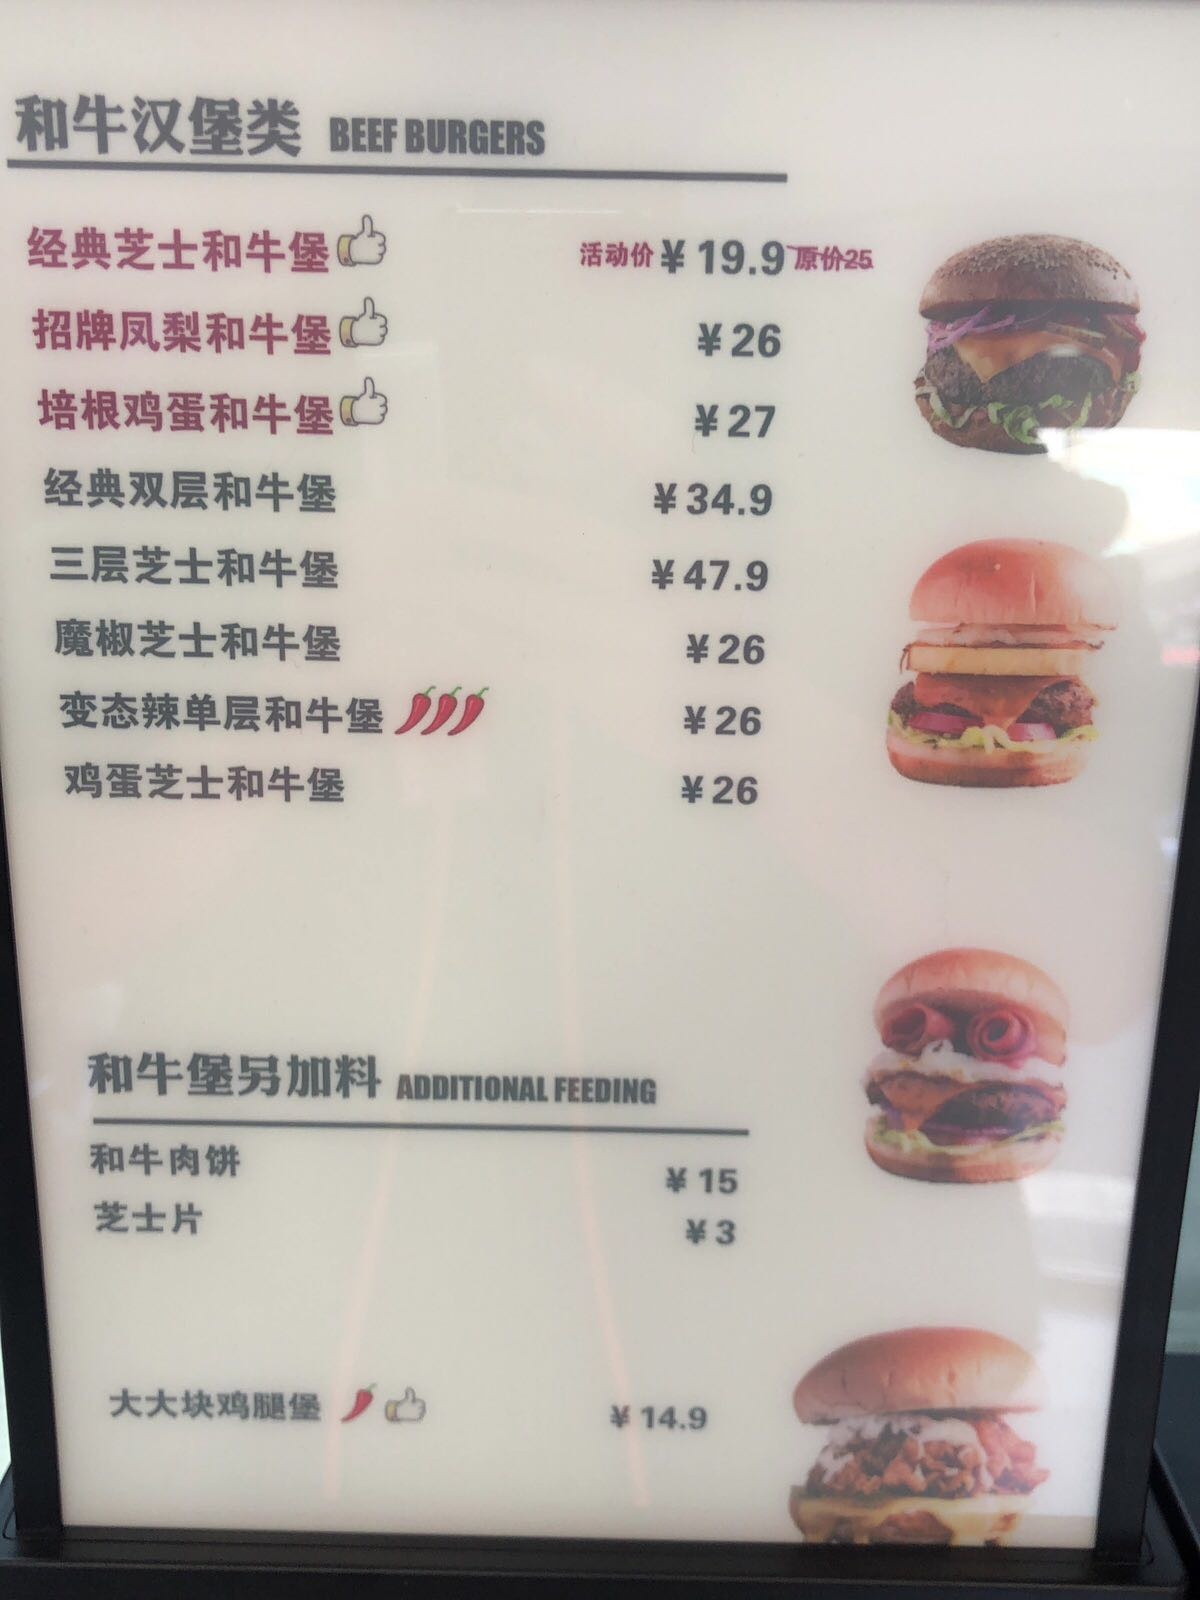 和牛汉堡类 BEEF BURGERS
经典芝士和牛堡 活动价 ¥ 19.9 原价25
招牌凤梨和牛堡 ¥ 26
培根鸡蛋和牛堡 ¥ 27
经典双层和牛堡 ¥ 34.9
三层芝士和牛堡 ¥ 47.9
魔椒芝士和牛堡 ¥ 26
变态辣单层和牛堡 ¥ 26
鸡蛋芝士和牛堡 ¥ 26
和牛堡另加料 ADDITIONAL FEEDING
和牛肉饼 ¥ 15
芝士片 ¥ 3
大大块鸡腿堡 ¥ 14.9